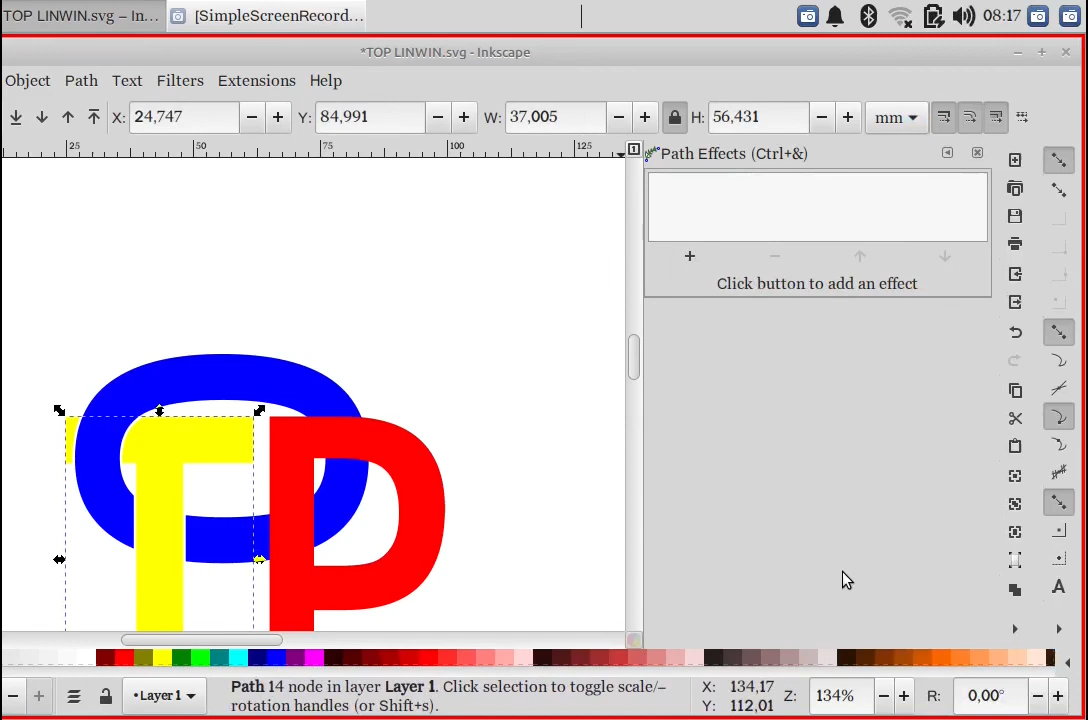 TOP LINWIN.svg – In...
[SimpleScreenRecord...
08:17
*TOP LINWIN.svg - Inkscape
Object Path Text Filters Extensions Help
X: 24,747 Y: 84,991 W: 37,005 H: 56,431 mm
25 50 75 100 125
1
Path Effects (Ctrl+&)
Click button to add an effect
TOP
A
•Layer 1
Path 14 node in layer Layer 1. Click selection to toggle scale/–
rotation handles (or Shift+s).
X: 134,17
Y: 112,01
Z: 134%
R: 0,00°